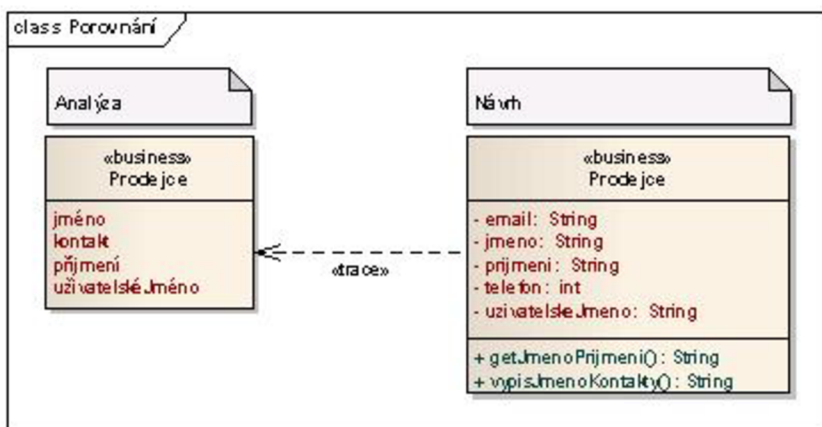 class Porovnání
Analýza
«business»
Prodejce
jméno
kontakt
příjmení
uživatelskéJméno
«trace»
Návrh
«business»
Prodejce
- email: String
- jmeno: String
- prijmeni: String
- telefon: int
- uzivatelskeJmeno: String
+ getJmenoPrijmeni(): String
+ vypisJmenoKontakty(): String